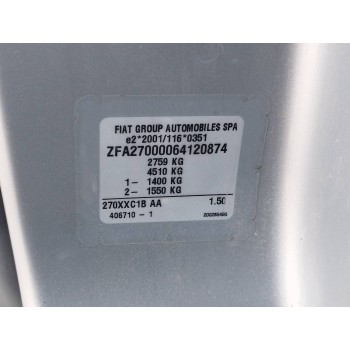 FIAT GROUP AUTOMOBILES SPA
e2*2001/116*0351
ZFA27000064120874
2759 KG
4510 KG
1- 1400 KG
2- 1550 KG
270XXC1B AA 1.50
406710 - 1